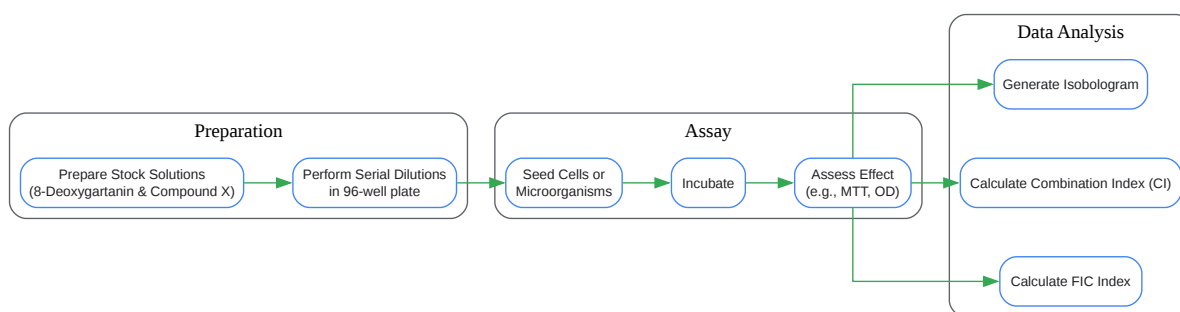 Preparation
Prepare Stock Solutions
(8-Deoxygartanin & Compound X)
Perform Serial Dilutions
in 96-well plate
Assay
Seed Cells or
Microorganisms
Incubate
Assess Effect
(e.g., MTT, OD)
Data Analysis
Generate Isobologram
Calculate Combination Index (CI)
Calculate FIC Index